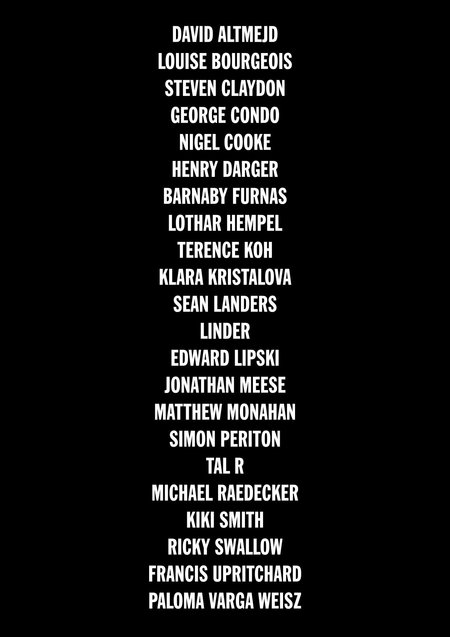 DAVID ALTMEJD
LOUISE BOURGEOIS
STEVEN CLAYDON
GEORGE CONDO
NIGEL COOKE
HENRY DARGER
BARNABY FURNAS
LOTHAR HEMPEL
TERENCE KOH
KLARA KRISTALOVA
SEAN LANDERS
LINDER
EDWARD LIPSKI
JONATHAN MEESE
MATTHEW MONAHAN
SIMON PERITON
TAL R
MICHAEL RAEDECKER
KIKI SMITH
RICKY SWALLOW
FRANCIS UPRITCHARD
PALOMA VARGA WEISZ